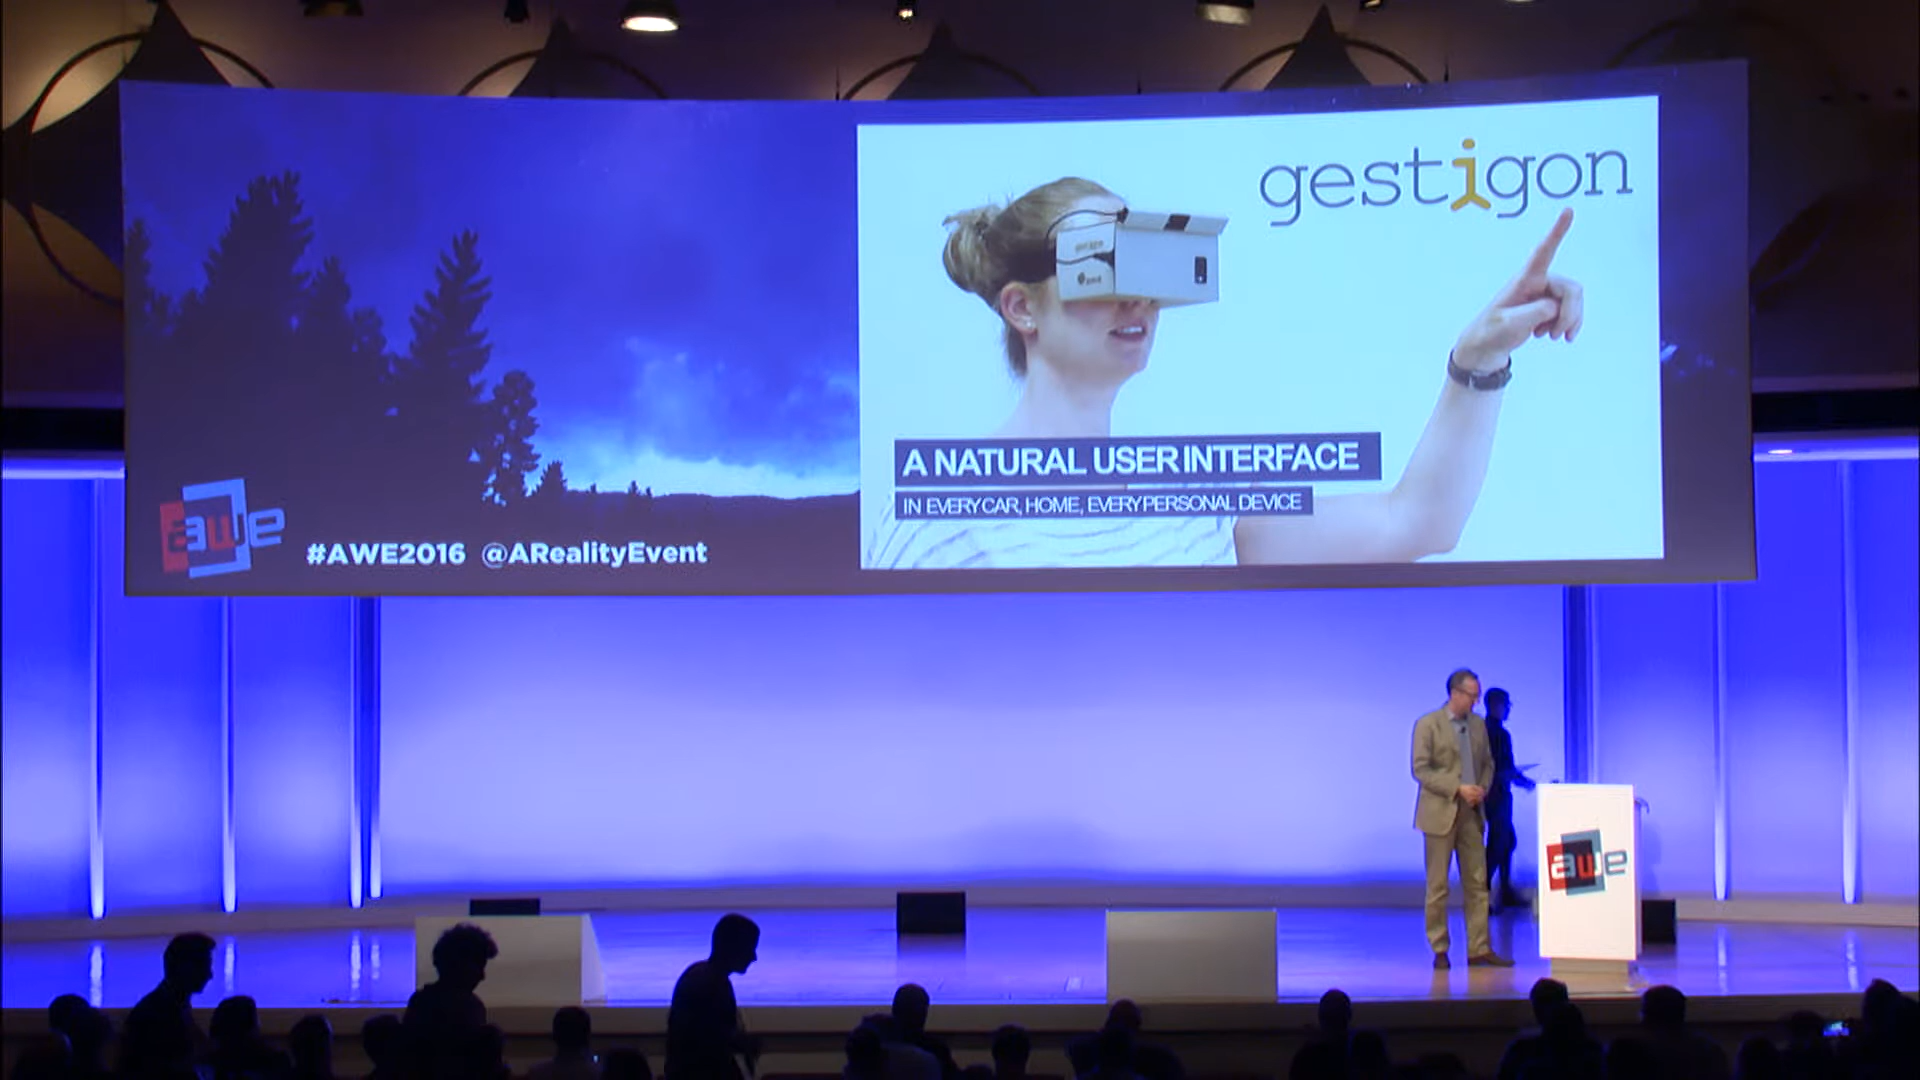 gestigon
A NATURAL USER INTERFACE
IN EVERY CAR, HOME, EVERY PERSONAL DEVICE
awe
#AWE2016 @ARealityEvent
awe